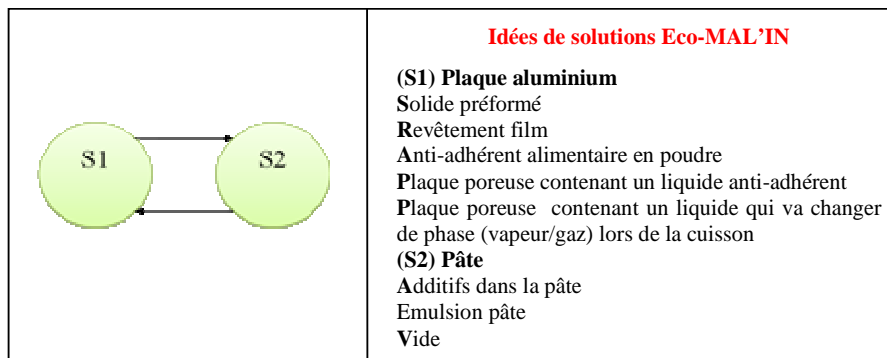 S1
S2
Idées de solutions Eco-MAL'IN
(S1) Plaque aluminium
Solide préformé
Revêtement film
Anti-adhérent alimentaire en poudre
Plaque poreuse contenant un liquide anti-adhérent
Plaque poreuse contenant un liquide qui va changer
de phase (vapeur/gaz) lors de la cuisson
(S2) Pâte
Additifs dans la pâte
Emulsion pâte
Vide